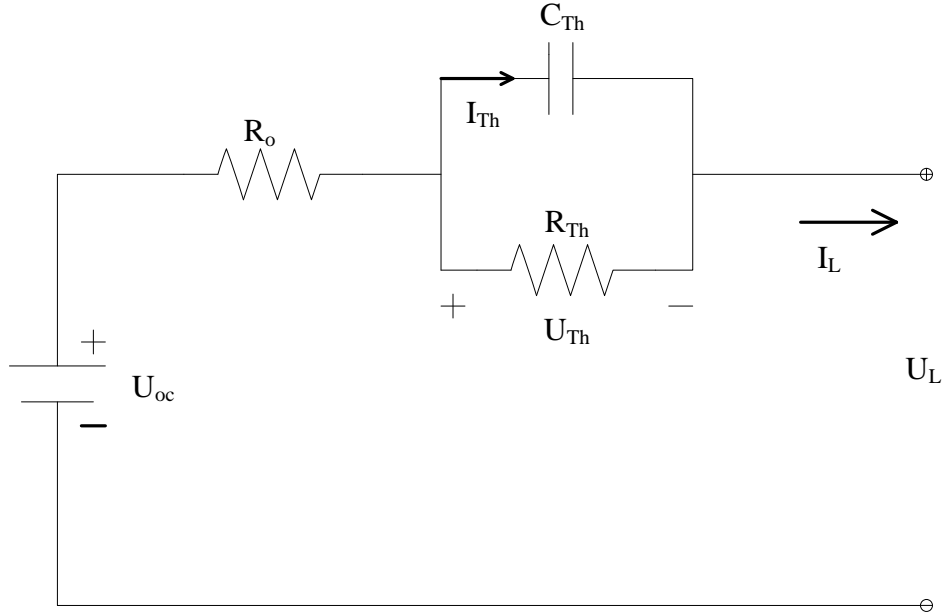 C_Th
I_Th
R_o
R_Th
I_L
+ −
U_Th
+
U_oc
U_L
−